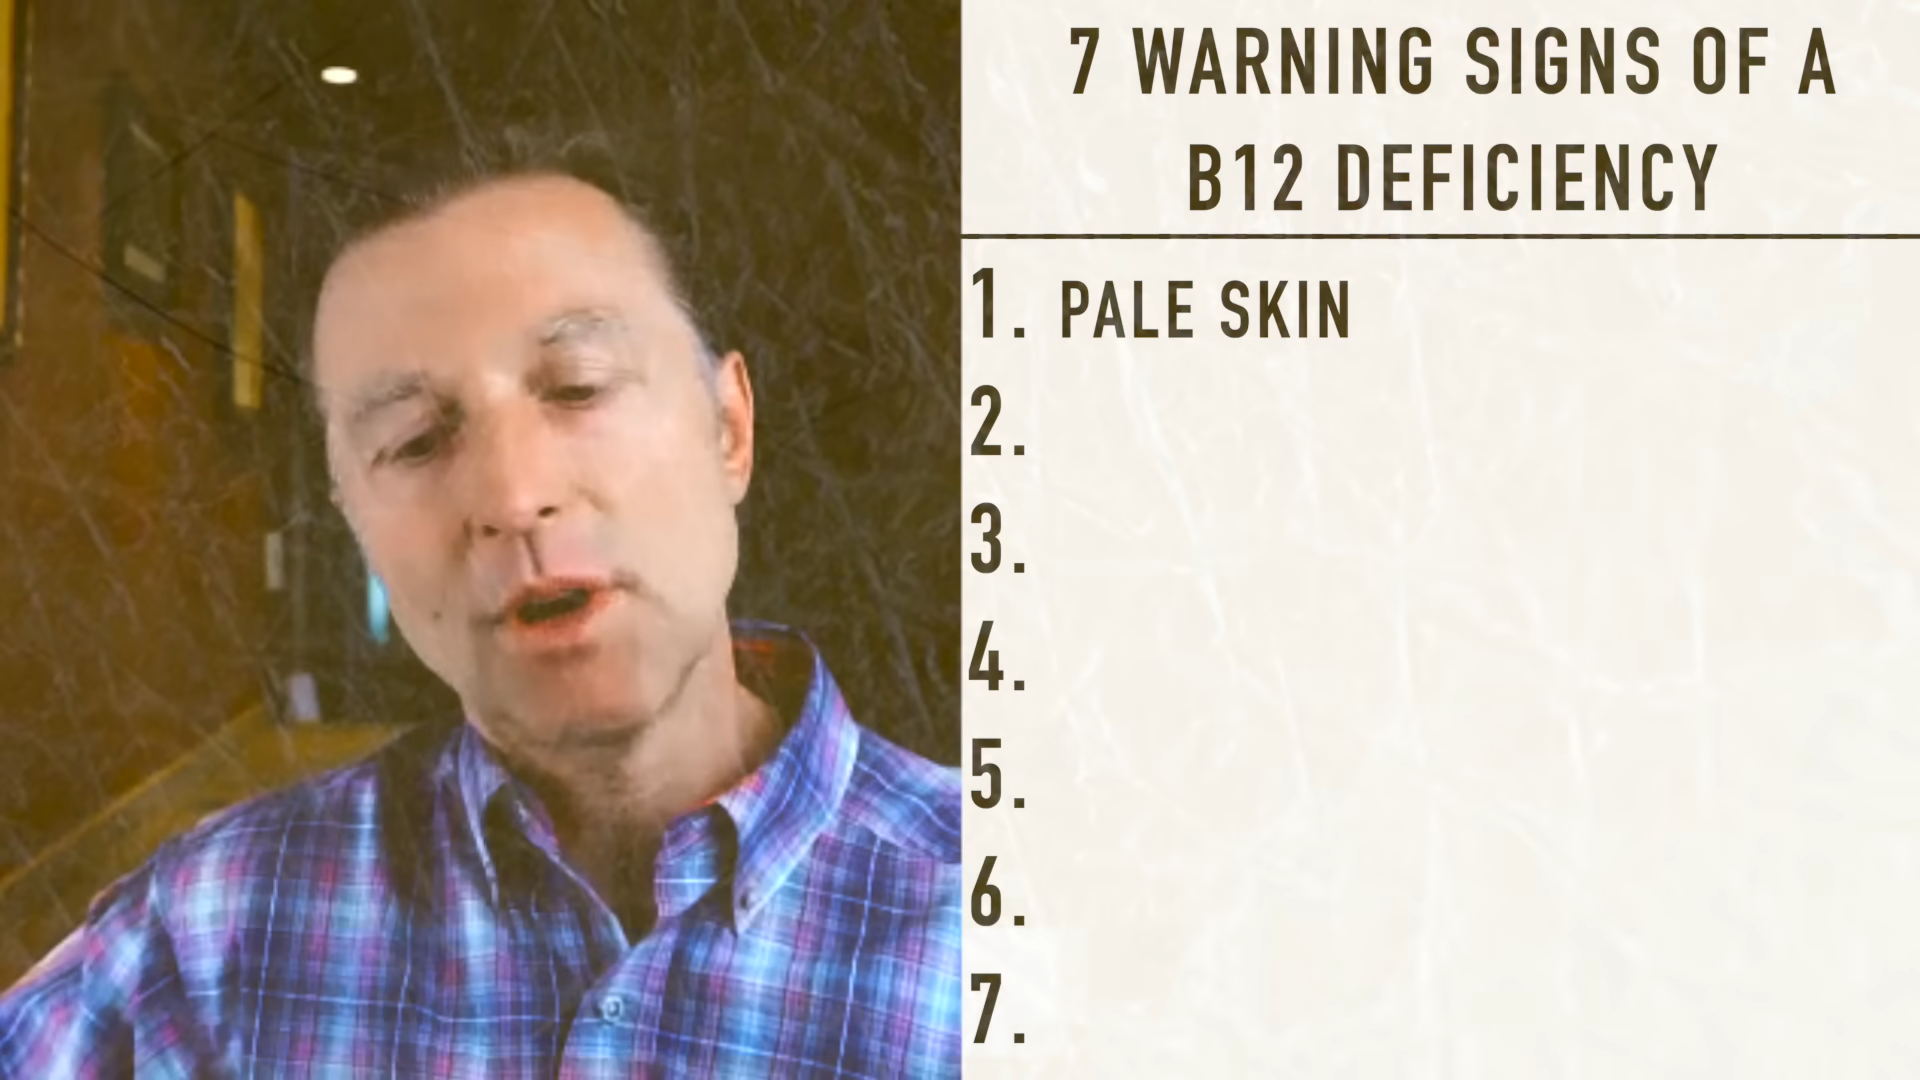 7 WARNING SIGNS OF A
B12 DEFICIENCY
1. PALE SKIN
2.
3.
4.
5.
6.
7.